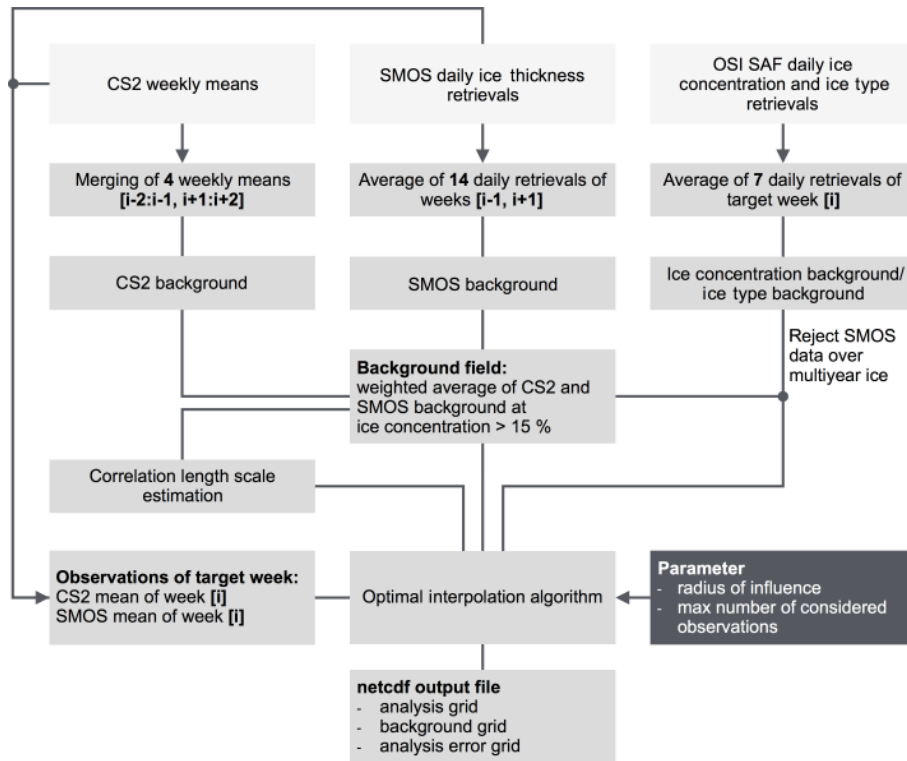 CS2 weekly means
SMOS daily ice thickness
retrievals
OSI SAF daily ice
concentration and ice type
retrievals
Merging of 4 weekly means
[i-2:i-1, i+1:i+2]
Average of 14 daily retrievals of
weeks [i-1, i+1]
Average of 7 daily retrievals of
target week [i]
CS2 background
SMOS background
Ice concentration background/
ice type background
Reject SMOS
data over
multiyear ice
Background field:
weighted average of CS2 and
SMOS background at
ice concentration > 15 %
Correlation length scale
estimation
Observations of target week:
CS2 mean of week [i]
SMOS mean of week [i]
Optimal interpolation algorithm
Parameter
- radius of influence
- max number of considered
observations
netcdf output file
- analysis grid
- background grid
- analysis error grid